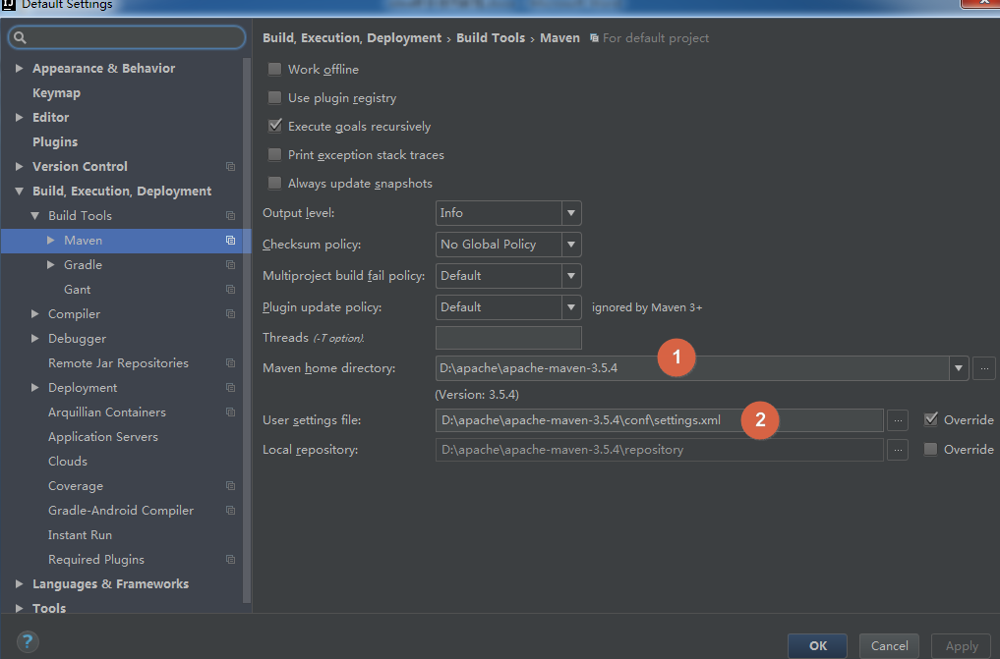 Default Settings
Appearance & Behavior
Keymap
Editor
Plugins
Version Control
Build, Execution, Deployment
Build Tools
Maven
Gradle
Gant
Compiler
Debugger
Remote Jar Repositories
Deployment
Arquillian Containers
Application Servers
Clouds
Coverage
Gradle-Android Compiler
Instant Run
Required Plugins
Languages & Frameworks
Tools
Build, Execution, Deployment › Build Tools › Maven For default project
Work offline
Use plugin registry
Execute goals recursively
Print exception stack traces
Always update snapshots
Output level: Info
Checksum policy: No Global Policy
Multiproject build fail policy: Default
Plugin update policy: Default ignored by Maven 3+
Threads (-T option).
Maven home directory: D:\apache\apache-maven-3.5.4 1 ...
(Version: 3.5.4)
User settings file: D:\apache\apache-maven-3.5.4\conf\settings.xml 2 ... Override
Local repository: D:\apache\apache-maven-3.5.4\repository ... Override
? OK Cancel Apply